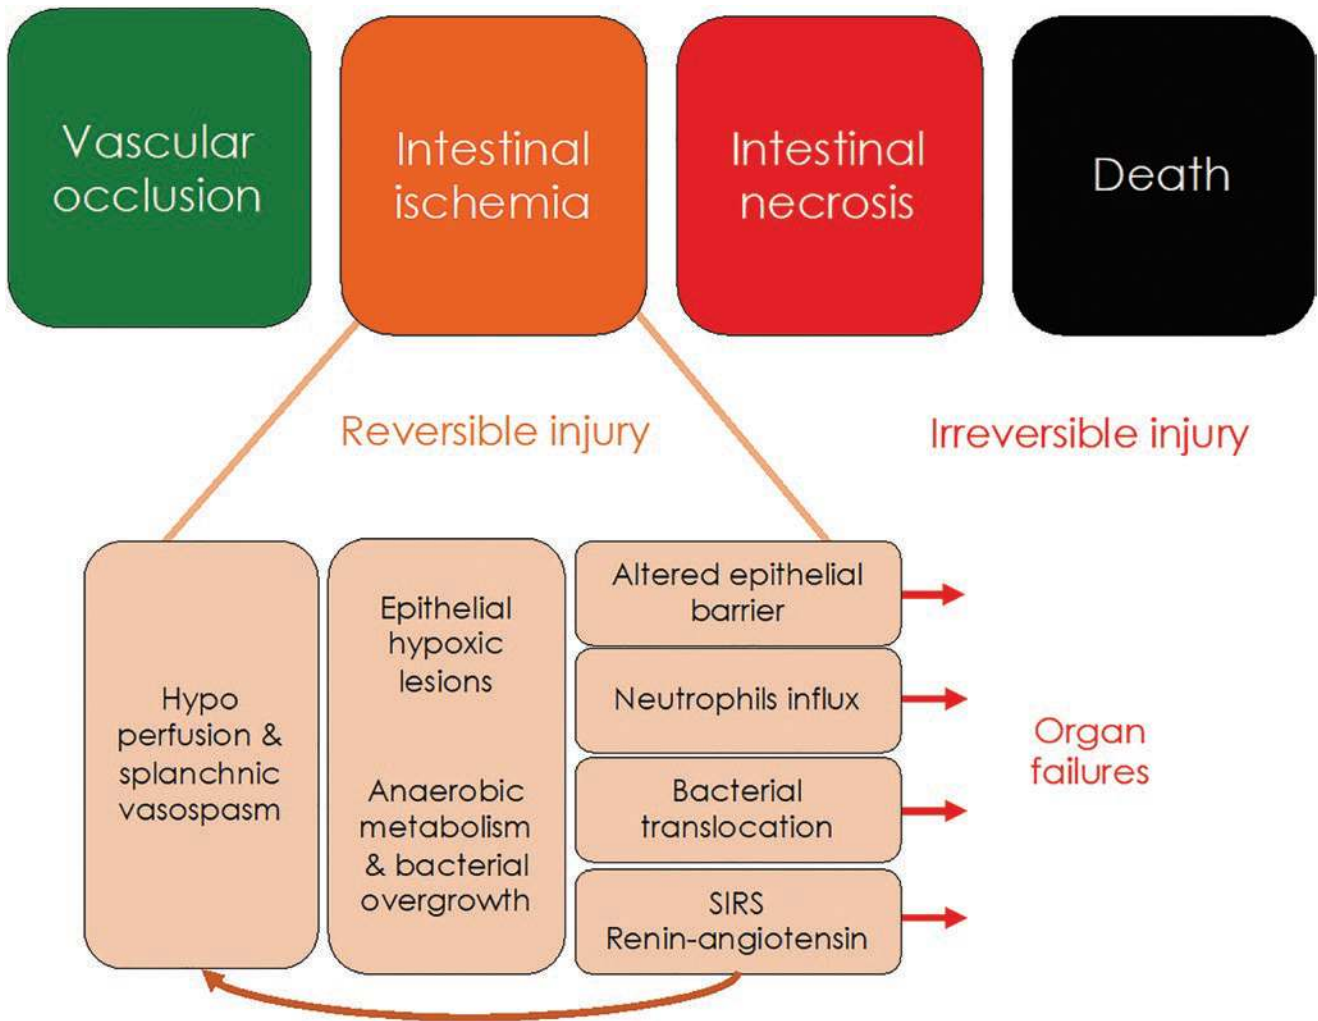 Vascular
occlusion
Intestinal
ischemia
Intestinal
necrosis
Death
Reversible injury
Irreversible injury
Hypo
perfusion &
splanchnic
vasospasm
Epithelial
hypoxic
lesions
Anaerobic
metabolism
& bacterial
overgrowth
Altered epithelial
barrier
Neutrophils influx
Bacterial
translocation
SIRS
Renin-angiotensin
Organ
failures